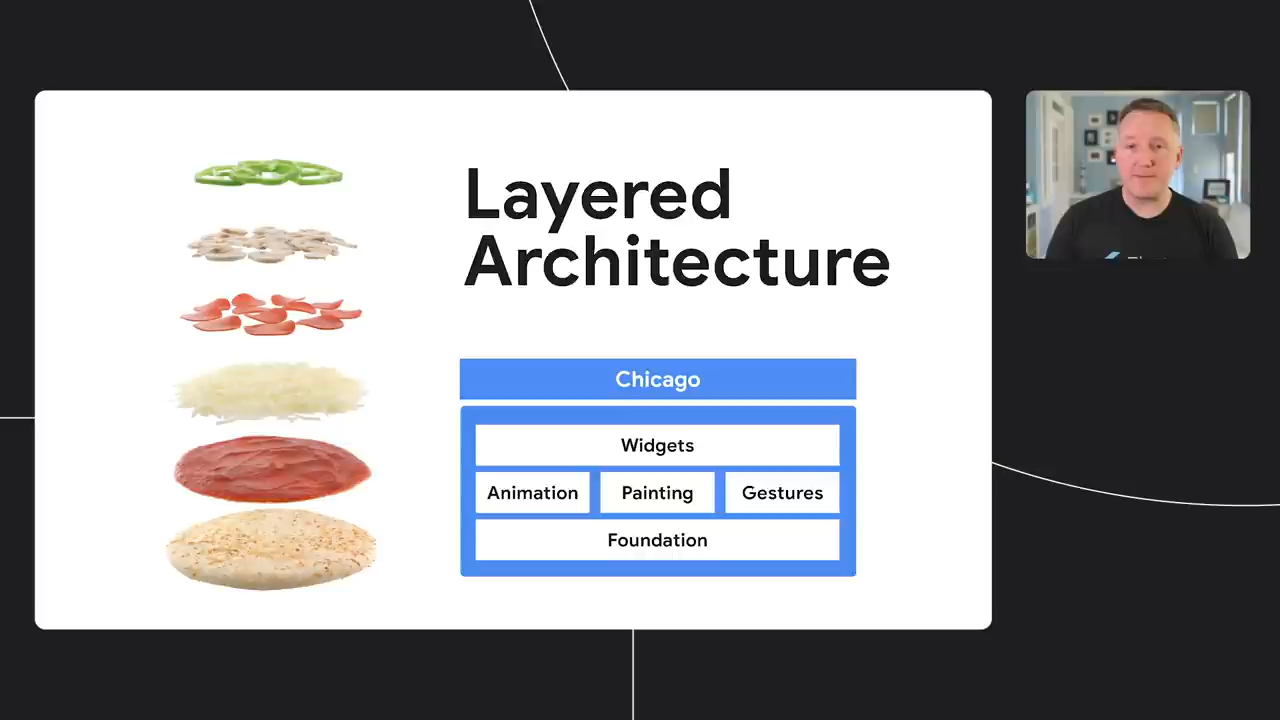 Layered
Architecture
Chicago
Widgets
Animation
Painting
Gestures
Foundation